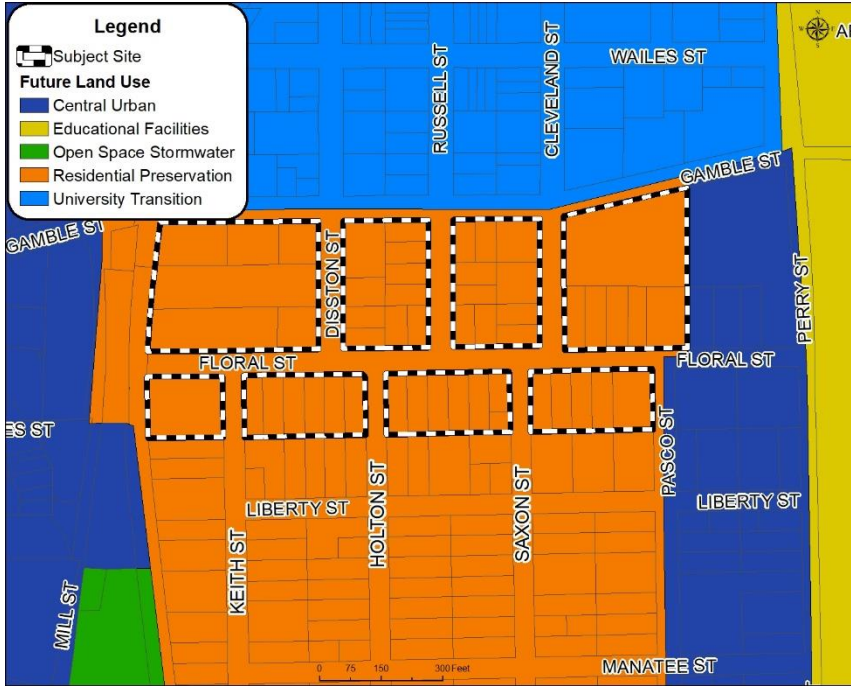 Legend
Subject Site
Future Land Use
Central Urban
Educational Facilities
Open Space Stormwater
Residential Preservation
University Transition
WAILES ST
RUSSELL ST
CLEVELAND ST
GAMBLE ST
GAMBLE ST
DISSTON ST
PERRY ST
FLORAL ST
FLORAL ST
ES ST
PASCO ST
LIBERTY ST
LIBERTY ST
HOLTON ST
SAXON ST
KEITH ST
MILL ST
0 75 150 300 Feet
MANATEE ST